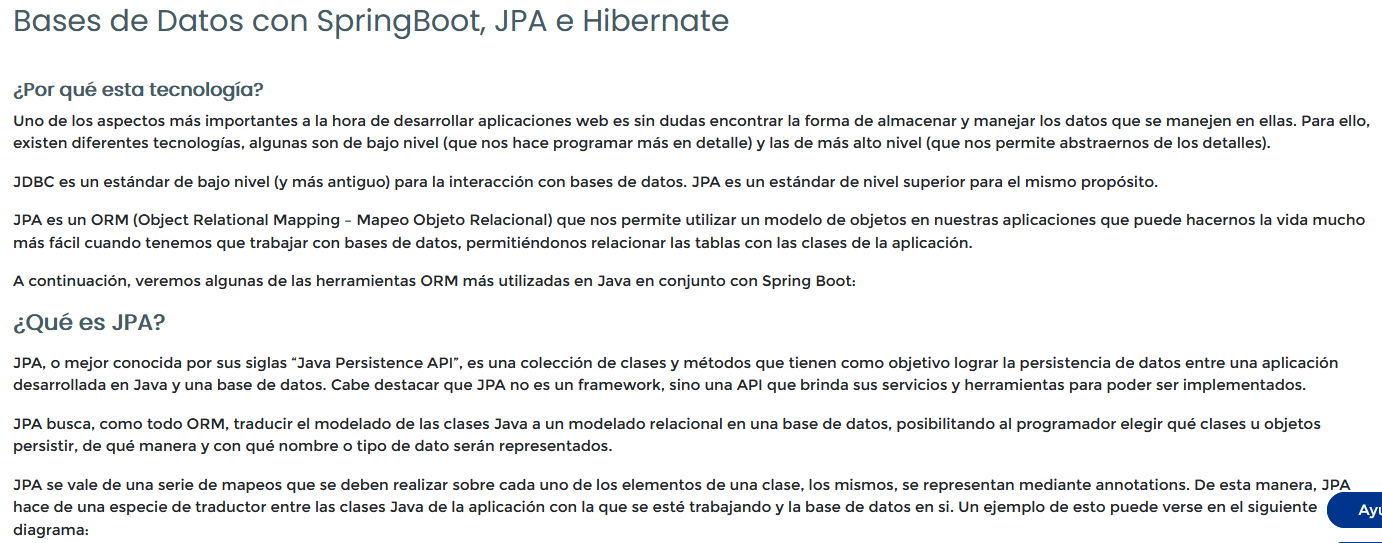 Bases de Datos con SpringBoot, JPA e Hibernate
¿Por qué esta tecnología?
Uno de los aspectos más importantes a la hora de desarrollar aplicaciones web es sin dudas encontrar la forma de almacenar y manejar los datos que se manejen en ellas. Para ello,
existen diferentes tecnologías, algunas son de bajo nivel (que nos hace programar más en detalle) y las de más alto nivel (que nos permite abstraernos de los detalles).
JDBC es un estándar de bajo nivel (y más antiguo) para la interacción con bases de datos. JPA es un estándar de nivel superior para el mismo propósito.
JPA es un ORM (Object Relational Mapping – Mapeo Objeto Relacional) que nos permite utilizar un modelo de objetos en nuestras aplicaciones que puede hacernos la vida mucho
más fácil cuando tenemos que trabajar con bases de datos, permitiéndonos relacionar las tablas con las clases de la aplicación.
A continuación, veremos algunas de las herramientas ORM más utilizadas en Java en conjunto con Spring Boot:
¿Qué es JPA?
JPA, o mejor conocida por sus siglas “Java Persistence API”, es una colección de clases y métodos que tienen como objetivo lograr la persistencia de datos entre una aplicación
desarrollada en Java y una base de datos. Cabe destacar que JPA no es un framework, sino una API que brinda sus servicios y herramientas para poder ser implementados.
JPA busca, como todo ORM, traducir el modelado de las clases Java a un modelado relacional en una base de datos, posibilitando al programador elegir qué clases u objetos
persistir, de qué manera y con qué nombre o tipo de dato serán representados.
JPA se vale de una serie de mapeos que se deben realizar sobre cada uno de los elementos de una clase, los mismos, se representan mediante annotations. De esta manera, JPA
hace de una especie de traductor entre las clases Java de la aplicación con la que se esté trabajando y la base de datos en si. Un ejemplo de esto puede verse en el siguiente
diagrama: